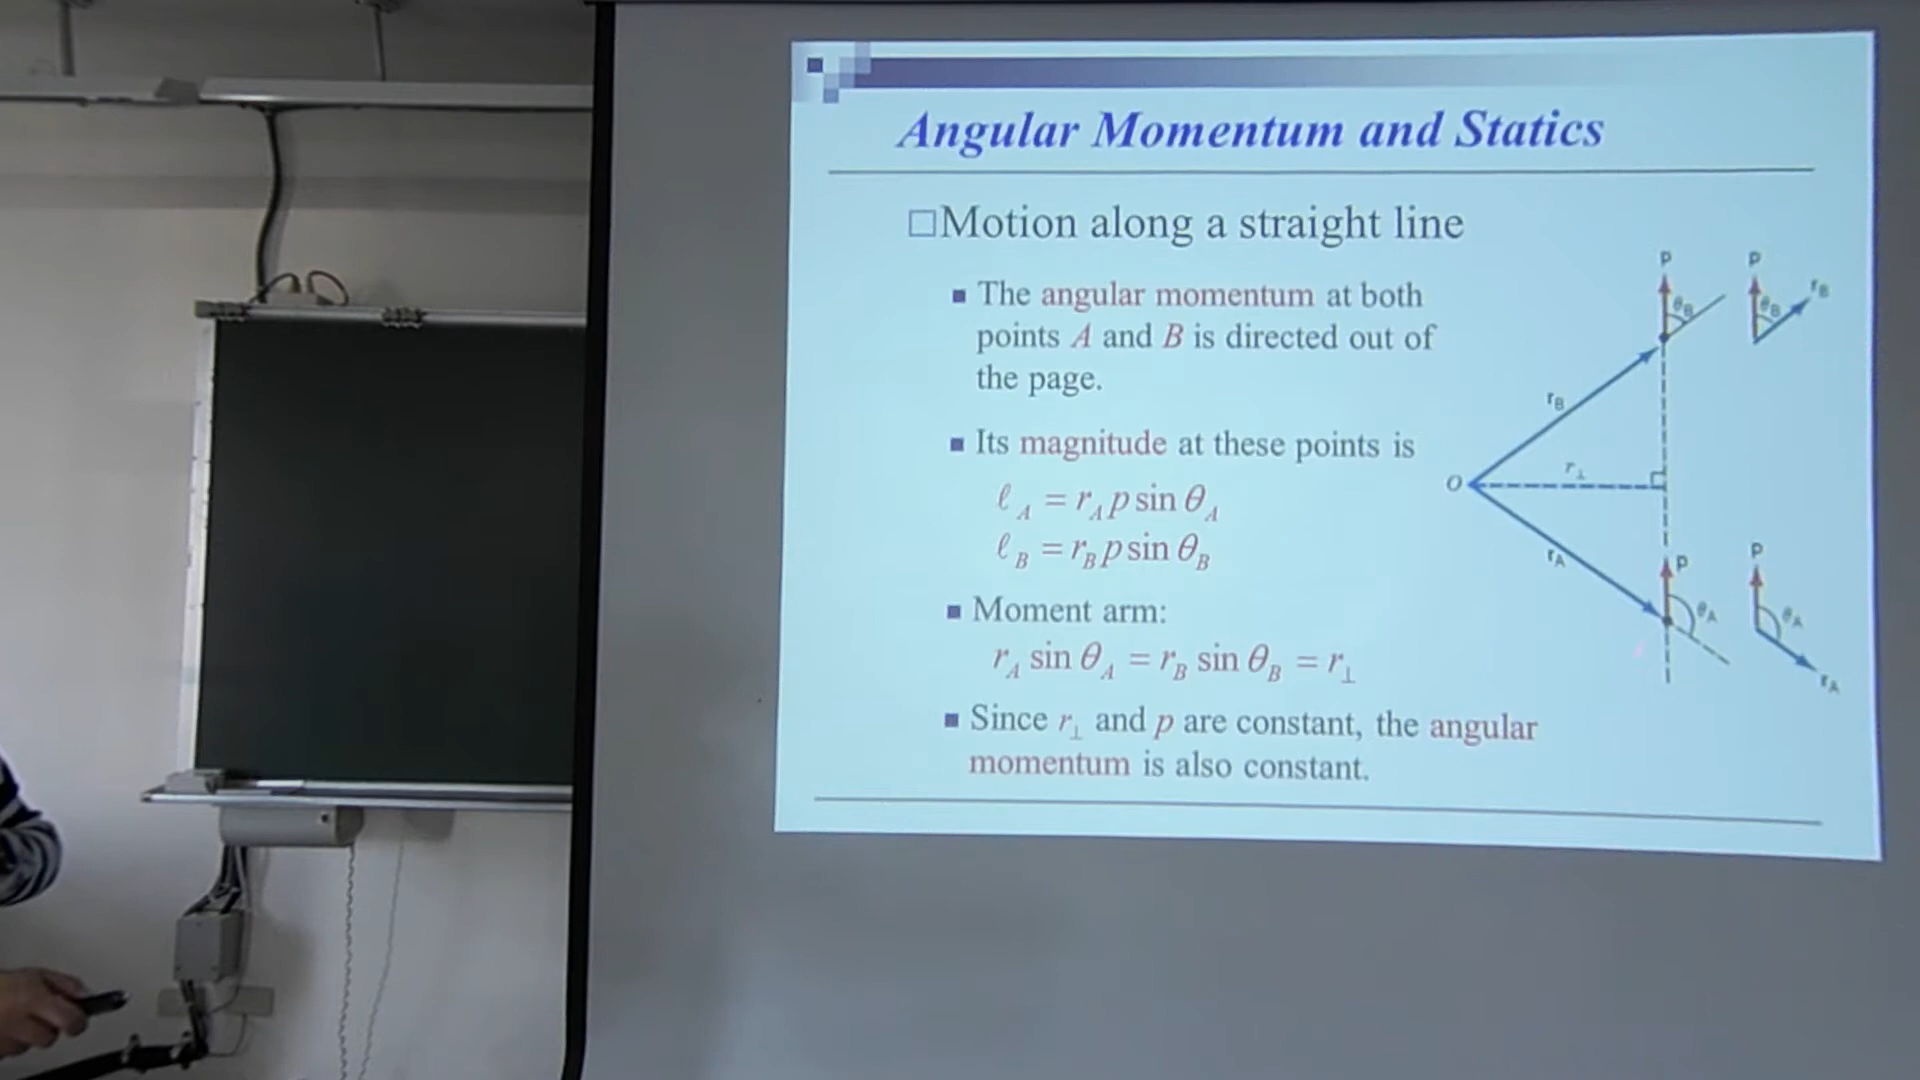 Angular Momentum and Statics
□Motion along a straight line
▪ The angular momentum at both
points A and B is directed out of
the page.
▪ Its magnitude at these points is
ℓ_A = r_A p sin θ_A
ℓ_B = r_B p sin θ_B
▪ Moment arm:
r_A sin θ_A = r_B sin θ_B = r_⊥
▪ Since r_⊥ and p are constant, the angular
momentum is also constant.
P
θ_B
P
θ_B
r_B
r_B
O
r_⊥
r_A
P
θ_A
P
θ_A
r_A